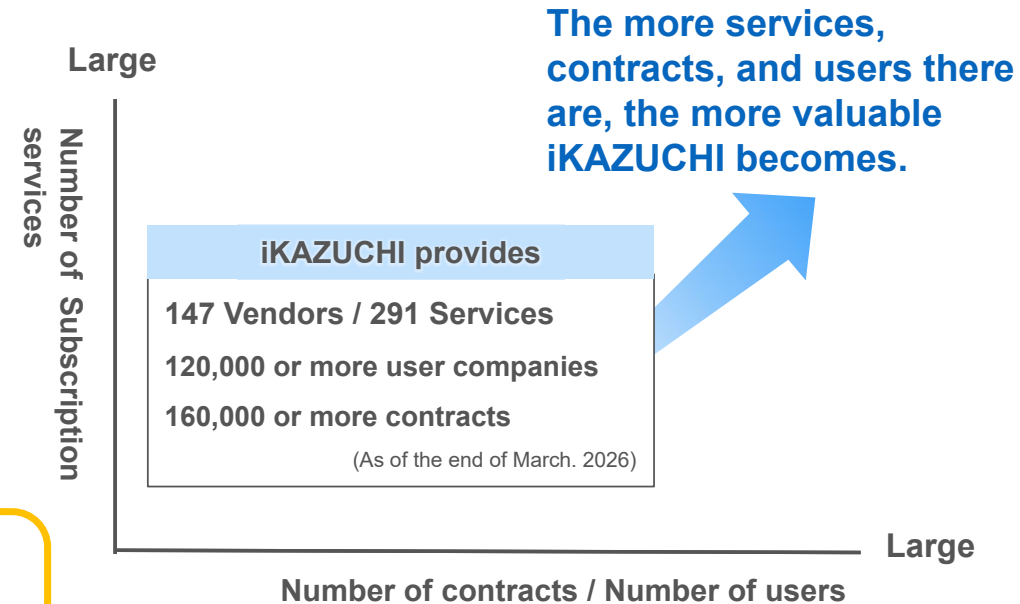 The more services,
contracts, and users there
are, the more valuable
iKAZUCHI becomes.
Large
Number of Subscription
services
iKAZUCHI provides
147 Vendors / 291 Services
120,000 or more user companies
160,000 or more contracts
(As of the end of March. 2026)
Large
Number of contracts / Number of users